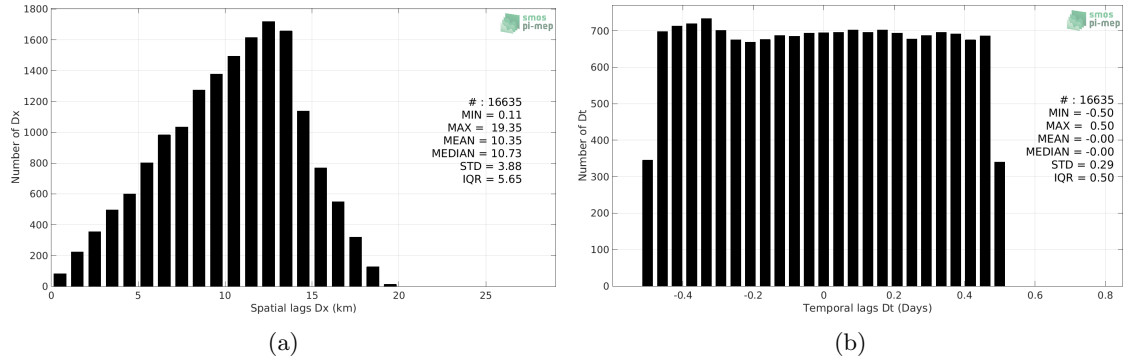 1800
1600
1400
1200
1000
800
600
400
200
0
Number of Dx
0 5 10 15 20 25
Spatial lags Dx (km)
smos
pi-mep
# : 16635
MIN = 0.11
MAX = 19.35
MEAN = 10.35
MEDIAN = 10.73
STD = 3.88
IQR = 5.65
(a)
700
600
500
400
300
200
100
0
Number of Dt
-0.4 -0.2 0 0.2 0.4 0.6 0.8
Temporal lags Dt (Days)
smos
pi-mep
# : 16635
MIN = -0.50
MAX = 0.50
MEAN = -0.00
MEDIAN = -0.00
STD = 0.29
IQR = 0.50
(b)